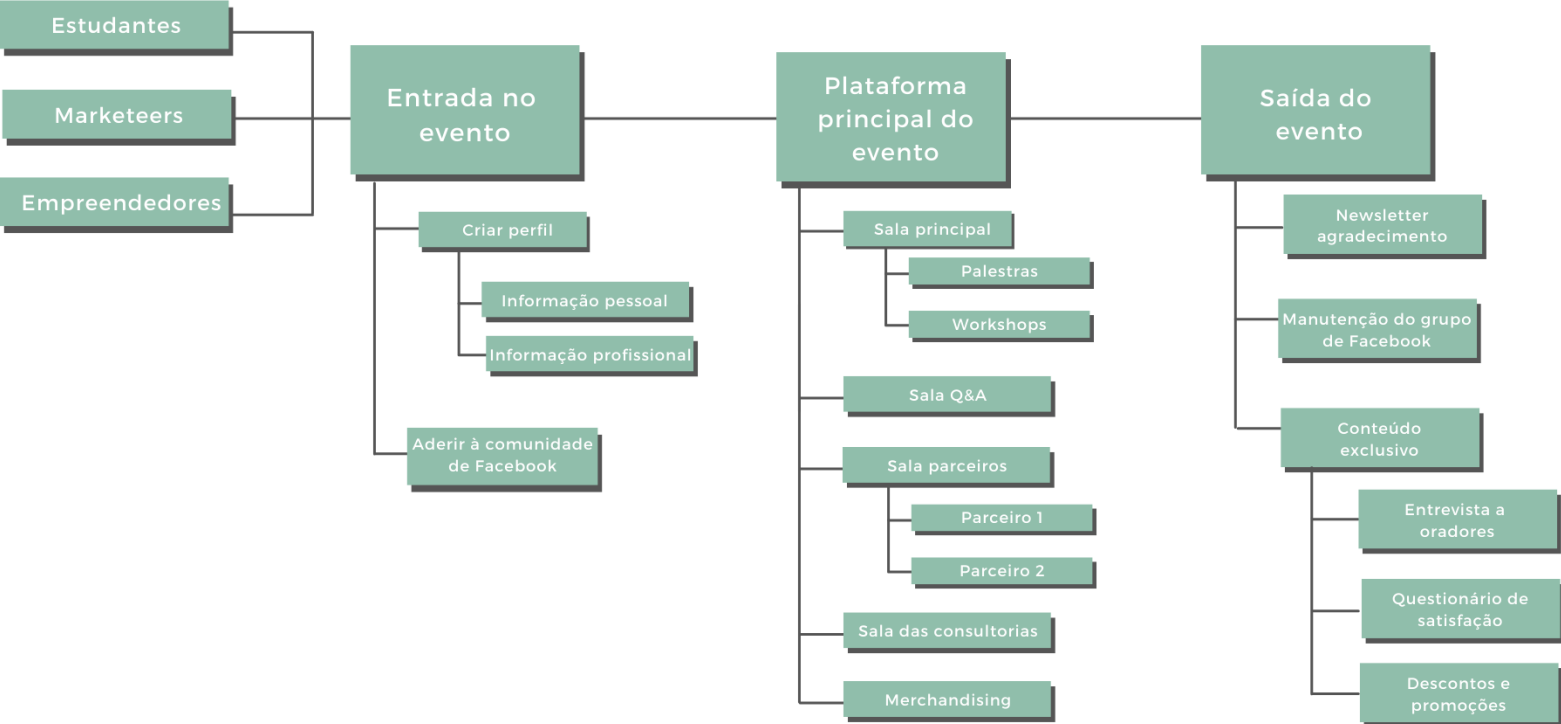 Estudantes
Marketeers
Empreendedores
Entrada no
evento
Criar perfil
Informação pessoal
Informação profissional
Aderir à comunidade
de Facebook
Plataforma
principal do
evento
Sala principal
Palestras
Workshops
Sala Q&A
Sala parceiros
Parceiro 1
Parceiro 2
Sala das consultorias
Merchandising
Saída do
evento
Newsletter
agradecimento
Manutenção do grupo
de Facebook
Conteúdo
exclusivo
Entrevista a
oradores
Questionário de
satisfação
Descontos e
promoções